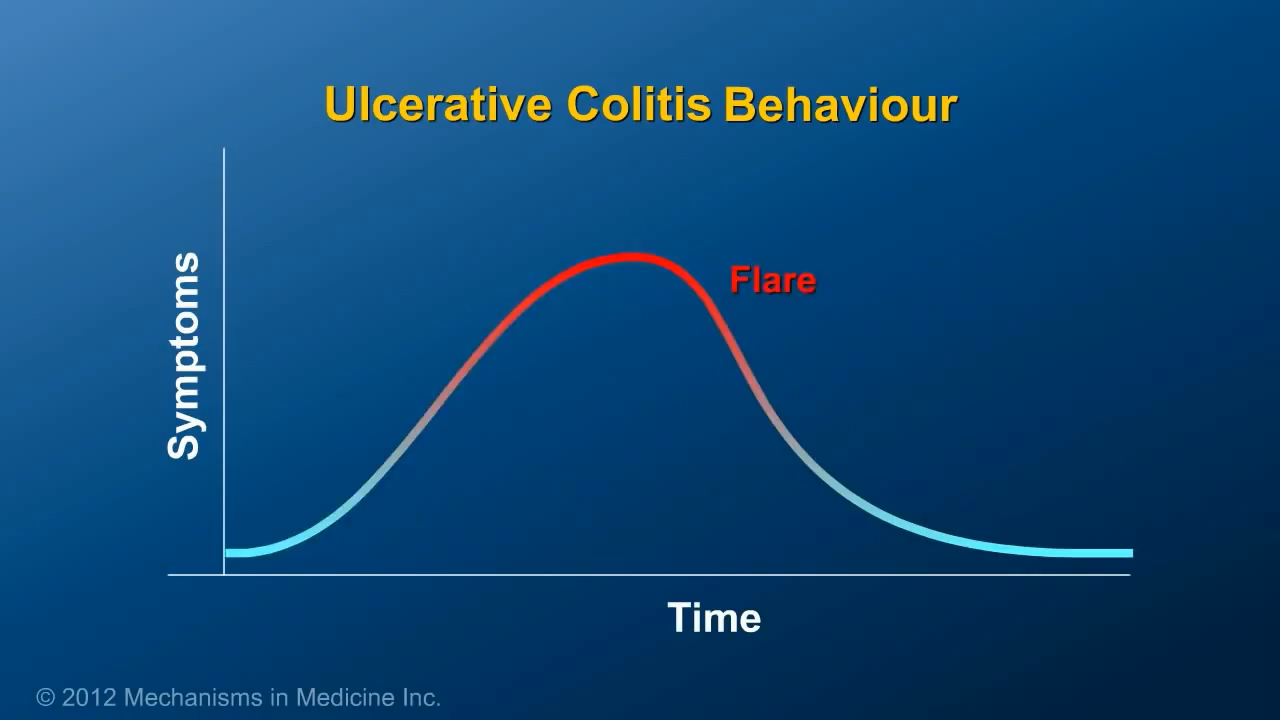 Ulcerative Colitis Behaviour
Symptoms
Flare
Time
© 2012 Mechanisms in Medicine Inc.